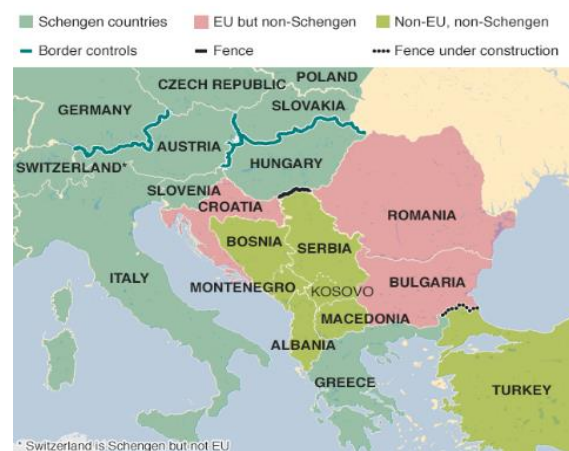 Schengen countries
EU but non-Schengen
Non-EU, non-Schengen
Border controls
Fence
Fence under construction
POLAND
CZECH REPUBLIC
GERMANY
SLOVAKIA
AUSTRIA
SWITZERLAND*
HUNGARY
SLOVENIA
CROATIA
ROMANIA
BOSNIA
SERBIA
ITALY
BULGARIA
MONTENEGRO
KOSOVO
MACEDONIA
ALBANIA
GREECE
TURKEY
* Switzerland is Schengen but not EU